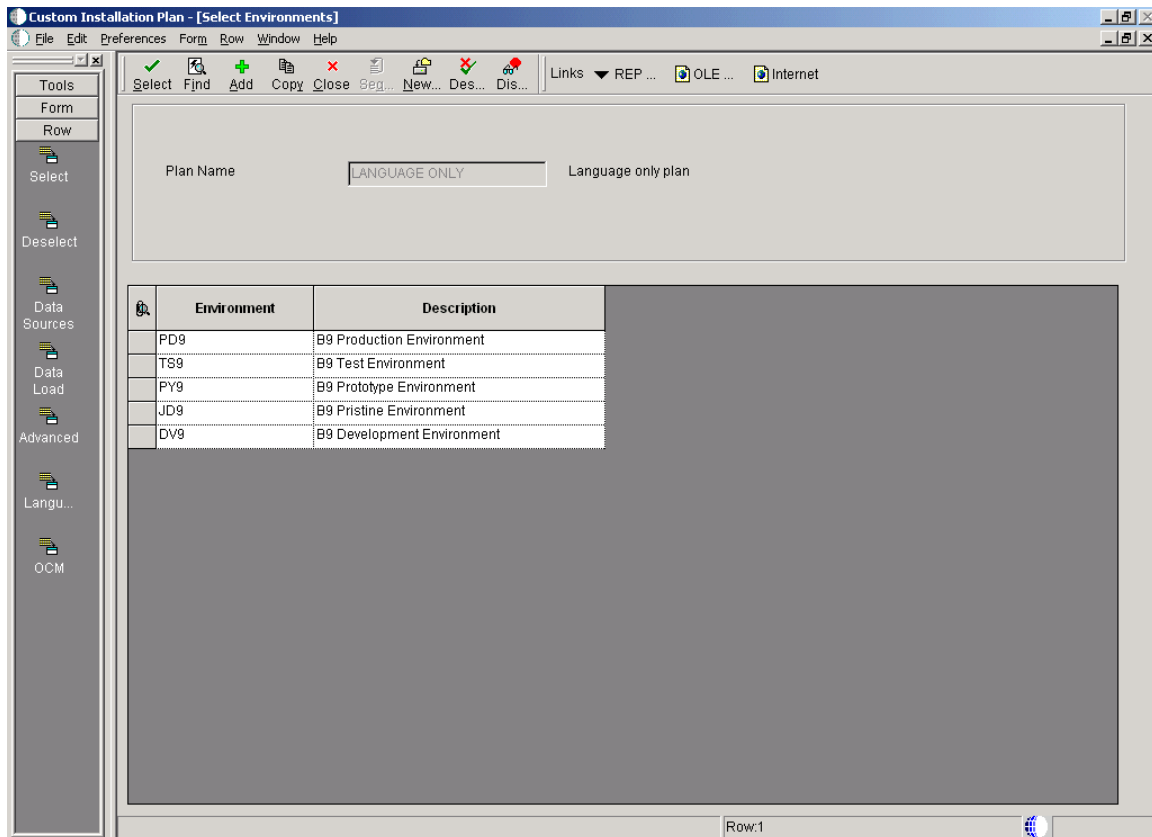 Custom Installation Plan - [Select Environments]
File Edit Preferences Form Row Window Help
Select Find Add Copy Close Seq... New... Des... Dis... Links REP ... OLE ... Internet
Tools
Form
Row
Select
Deselect
Data Sources
Data Load
Advanced
Langu...
OCM
Plan Name LANGUAGE ONLY Language only plan
Environment Description
PD9 B9 Production Environment
TS9 B9 Test Environment
PY9 B9 Prototype Environment
JD9 B9 Pristine Environment
DV9 B9 Development Environment
Row:1